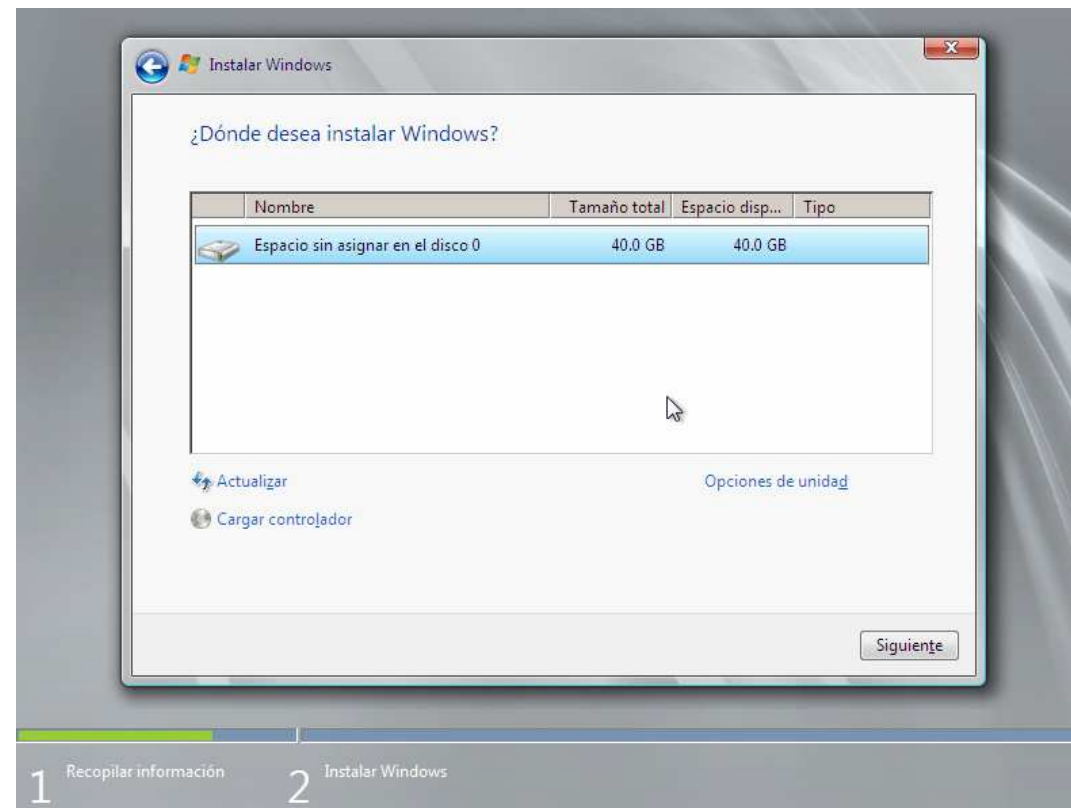 Instalar Windows
¿Dónde desea instalar Windows?
Nombre Tamaño total Espacio disp... Tipo
Espacio sin asignar en el disco 0 40.0 GB 40.0 GB
Actualizar Opciones de unidad
Cargar controlador
Siguiente
1 Recopilar información 2 Instalar Windows